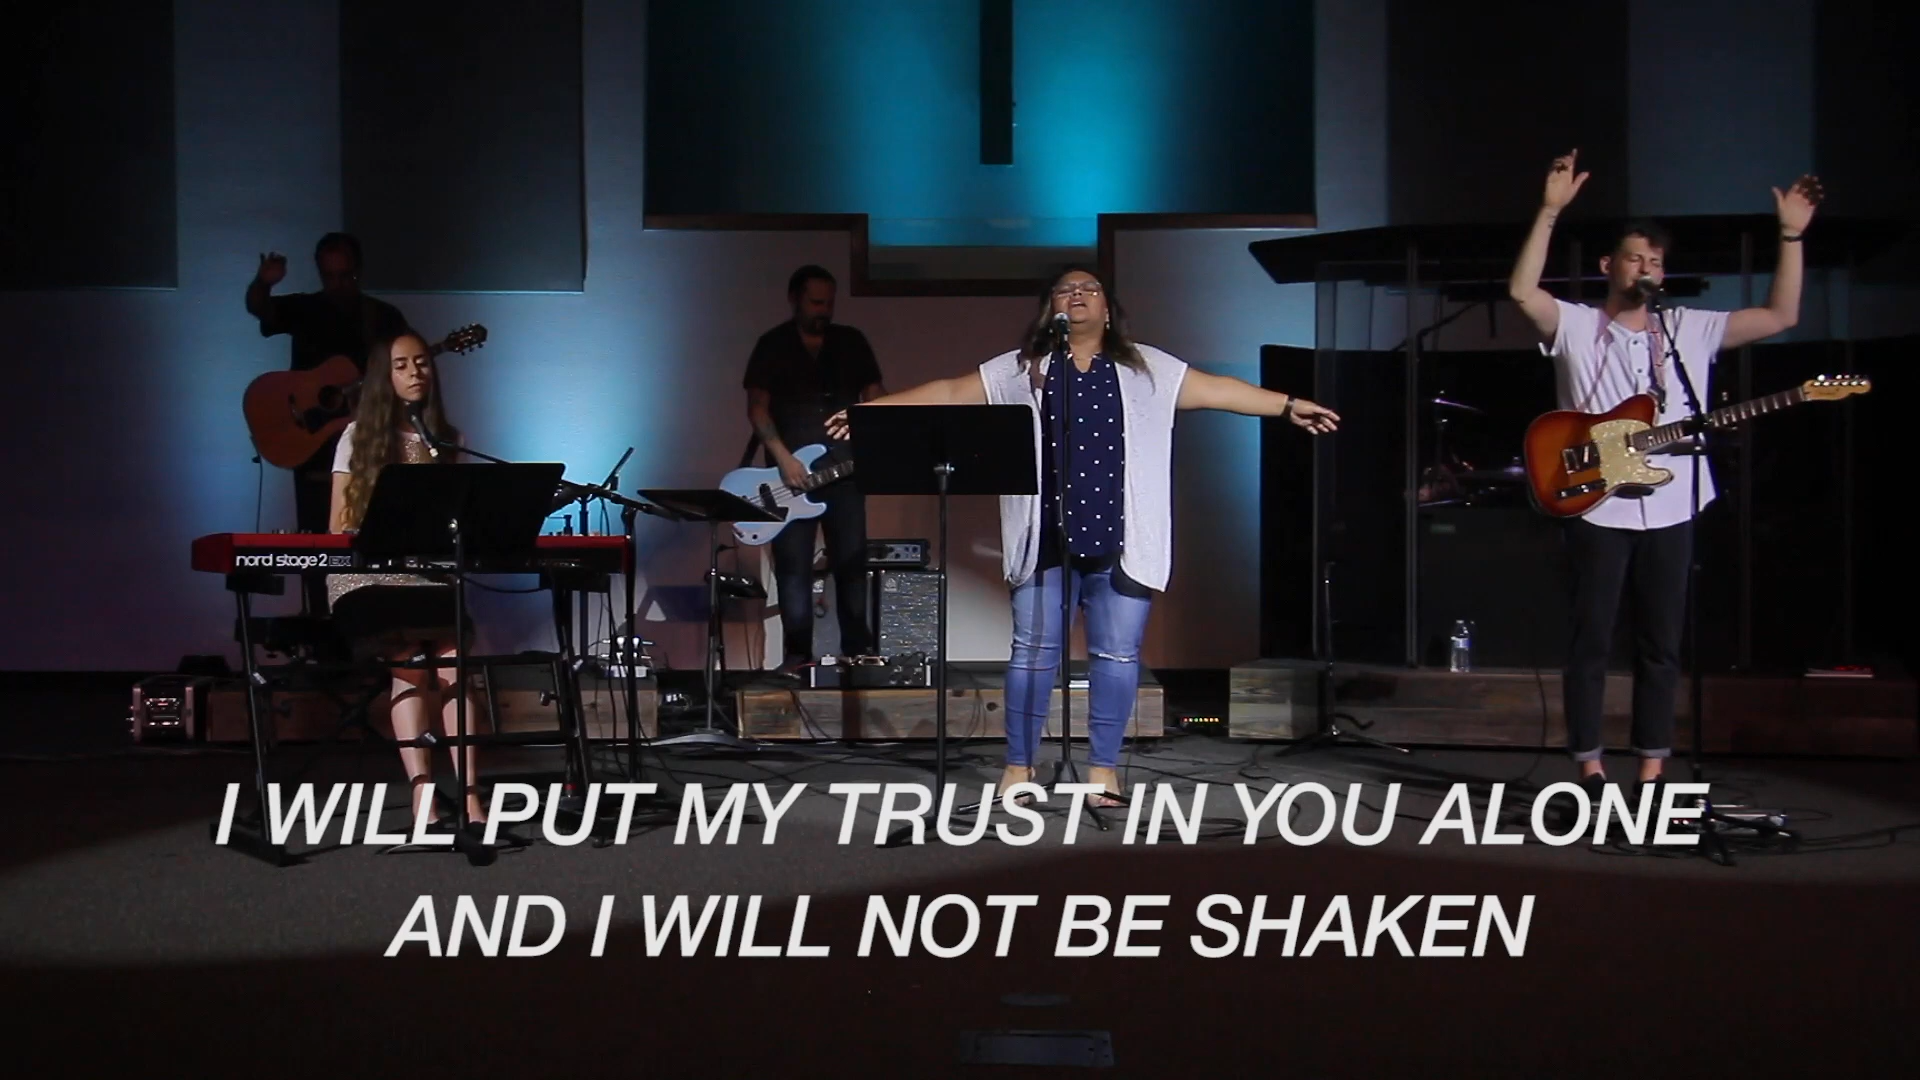 nord stage 2 EX
I WILL PUT MY TRUST IN YOU ALONE
AND I WILL NOT BE SHAKEN